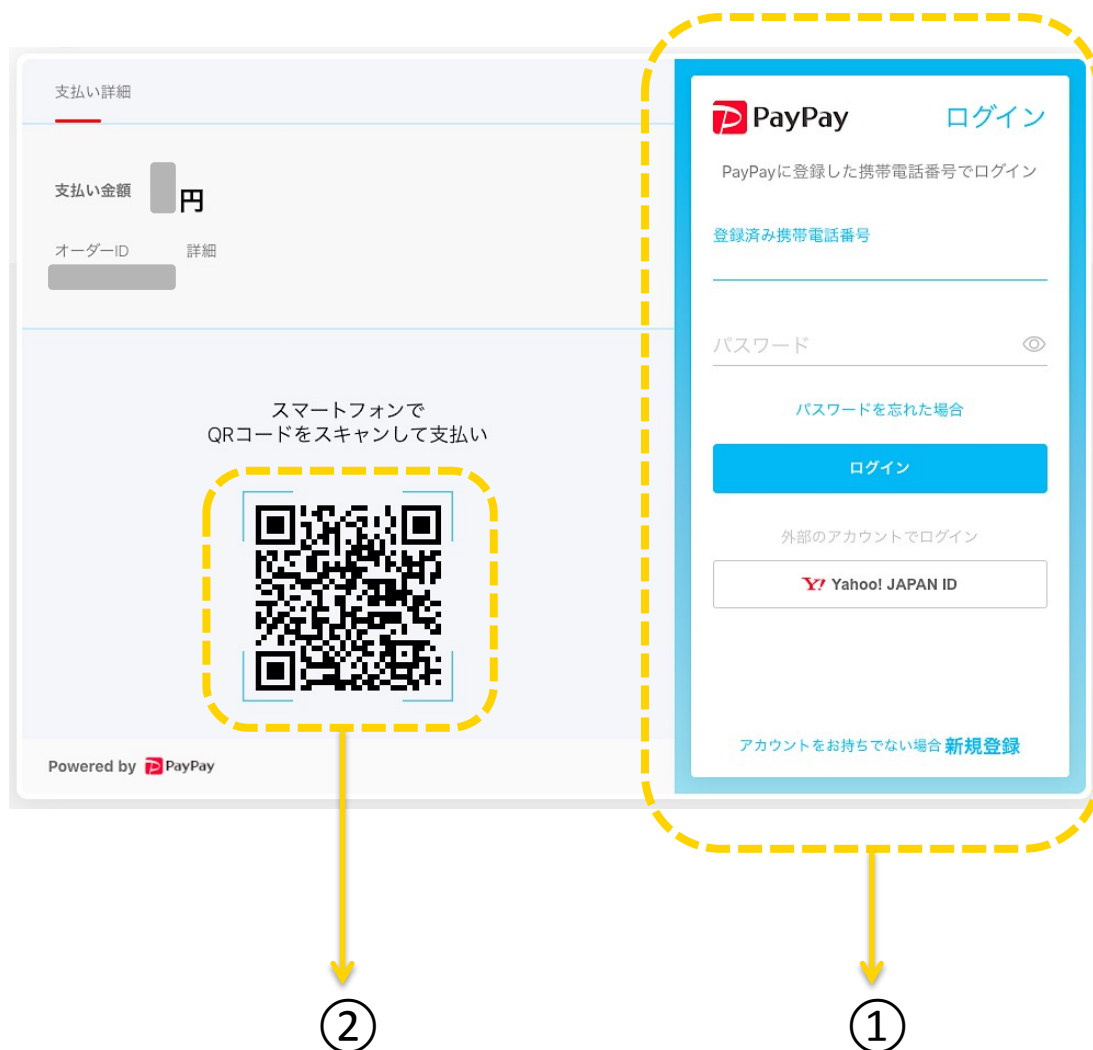 支払い詳細
支払い金額
円
オーダーID 詳細
スマートフォンで
QRコードをスキャンして支払い
Powered by PayPay
PayPay ログイン
PayPayに登録した携帯電話番号でログイン
登録済み携帯電話番号
パスワード
パスワードを忘れた場合
ログイン
外部のアカウントでログイン
Y! Yahoo! JAPAN ID
アカウントをお持ちでない場合 新規登録
② ①